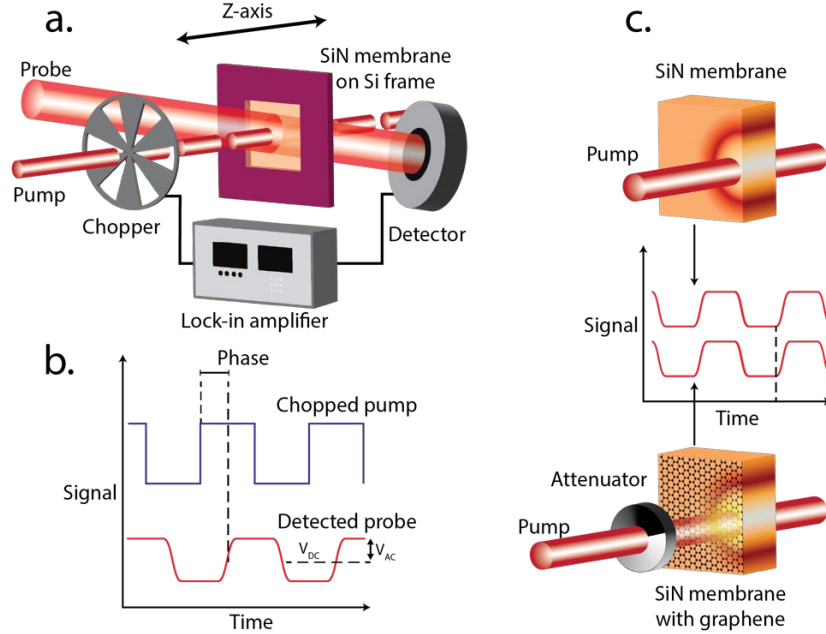 a.
Z-axis
SiN membrane
on Si frame
Probe
Pump
Chopper
Detector
Lock-in amplifier
b.
Phase
Chopped pump
Signal
Detected probe
V_DC
V_AC
Time
c.
SiN membrane
Pump
Signal
Time
Attenuator
Pump
SiN membrane
with graphene